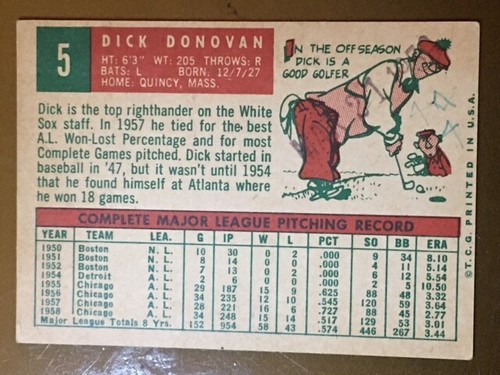 5
DICK DONOVAN
HT: 6'3" WT: 205 THROWS: R
BATS: L BORN: 12/7/27
HOME: QUINCY, MASS.
IN THE OFF SEASON
DICK IS A
GOOD GOLFER
Dick is the top righthander on the White
Sox staff. In 1957 he tied for the best
A.L. Won-Lost Percentage and for most
Complete Games pitched. Dick started in
baseball in '47, but it wasn't until 1954
that he found himself at Atlanta where
he won 18 games.
COMPLETE MAJOR LEAGUE PITCHING RECORD
YEAR TEAM LEA. G IP W L PCT SO BB ERA
1950 Boston N. L. 10 30 0 2 .000 9 34 8.10
1951 Boston N. L. 8 14 0 0 .000 4 11 5.14
1952 Boston N. L. 7 13 0 2 .000 6 12 5.54
1954 Detroit A. L. 2 6 0 0 .000 2 5 10.50
1955 Chicago A. L. 29 187 15 9 .625 88 48 3.32
1956 Chicago A. L. 34 235 12 10 .545 120 59 3.64
1957 Chicago A. L. 28 221 16 6 .727 88 45 2.77
1958 Chicago A. L. 34 248 15 14 .517 129 53 3.01
Major League Totals 8 Yrs. 152 954 58 43 .574 446 267 3.44
© T.C.G. PRINTED IN U.S.A.